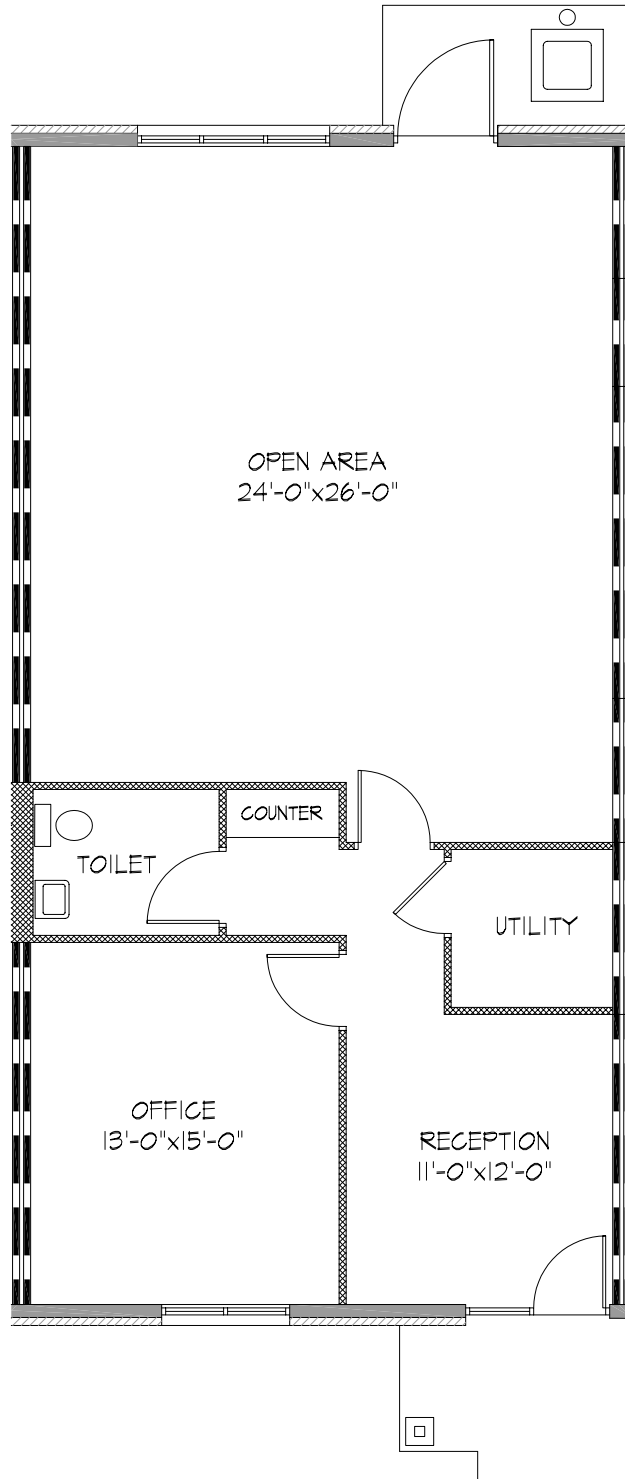 OPEN AREA
24'-0"x26'-0"
COUNTER
TOILET
UTILITY
OFFICE
13'-0"x15'-0"
RECEPTION
11'-0"x12'-0"